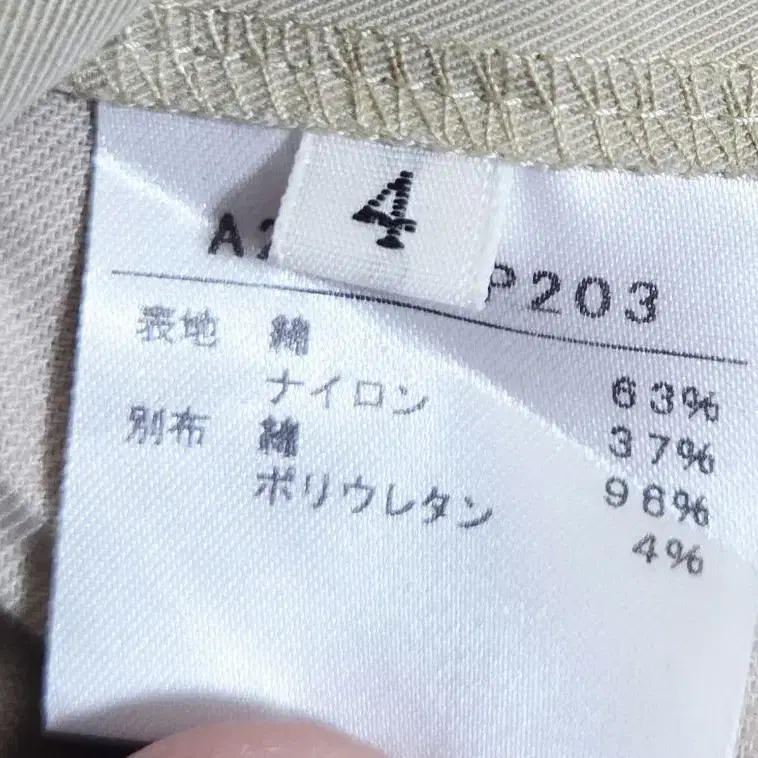 4
A2 P203
表地 綿 63%
ナイロン 37%
別布 綿 96%
ポリウレタン 4%